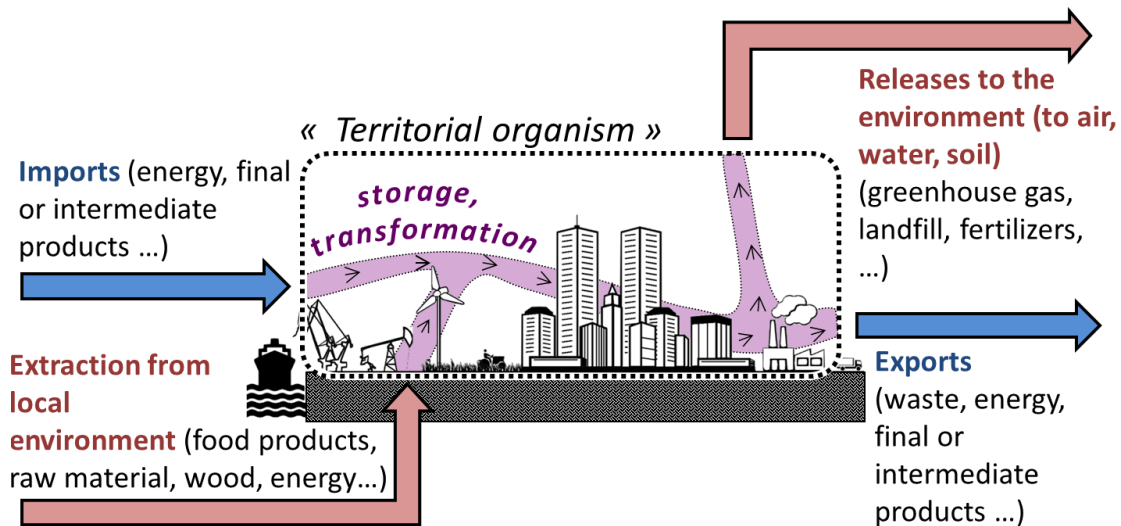 « Territorial organism »
Imports (energy, final
or intermediate
products …)
storage,
transformation
Extraction from
local
environment (food products,
raw material, wood, energy…)
Releases to the
environment (to air,
water, soil)
(greenhouse gas,
landfill, fertilizers,
…)
Exports
(waste, energy,
final or
intermediate
products …)